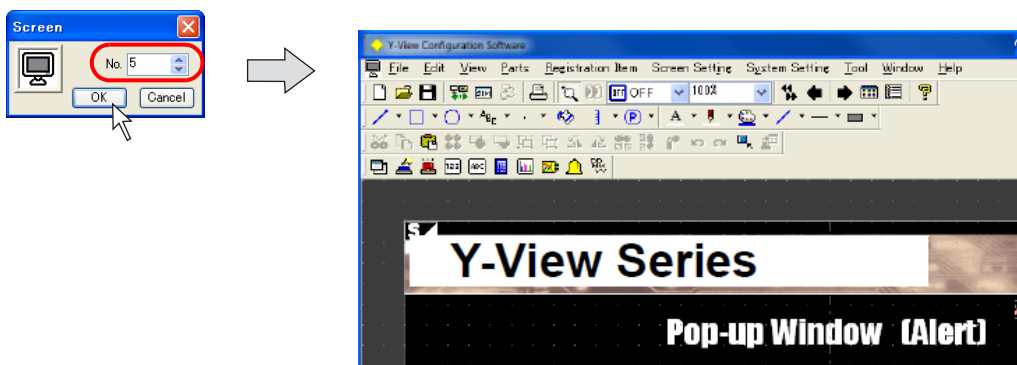 Screen
No. 5
OK Cancel
Y-View Configuration Software
File Edit View Parts Registration Item Screen Setting System Setting Tool Window Help
OFF 100%
Y-View Series
Pop-up Window (Alert)